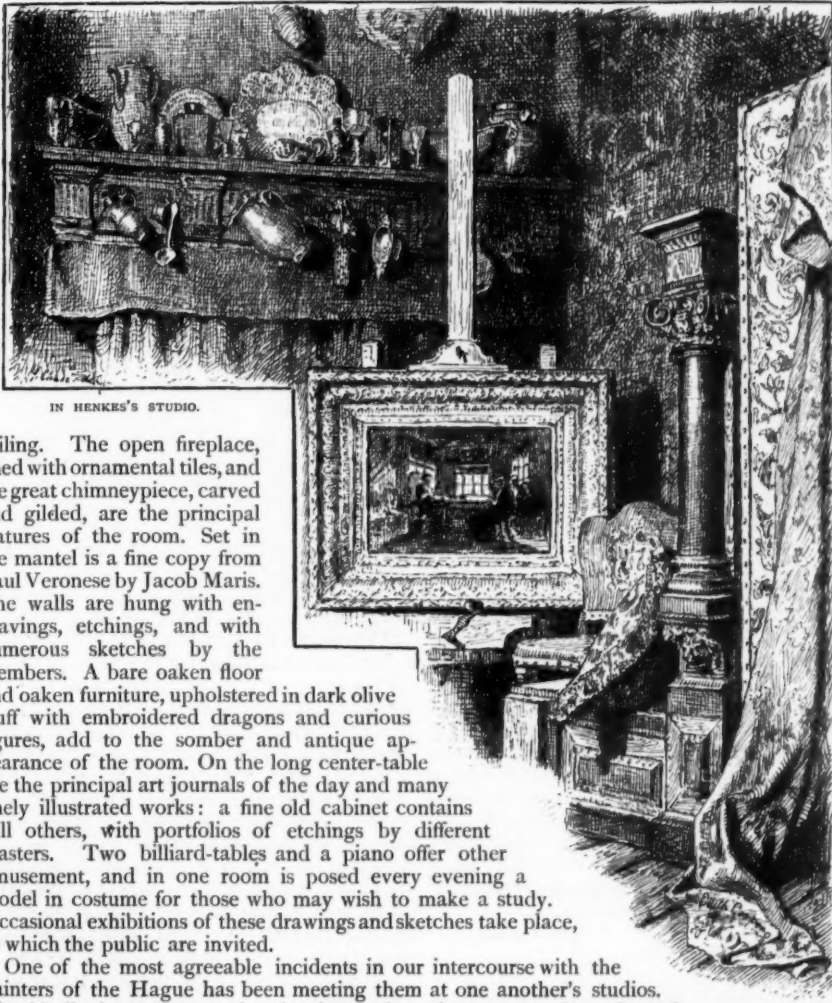 IN HENKES'S STUDIO.
iling. The open fireplace,
ed with ornamental tiles, and
e great chimneypiece, carved
d gilded, are the principal
atures of the room. Set in
e mantel is a fine copy from
aul Veronese by Jacob Maris.
he walls are hung with en-
avings, etchings, and with
umerous sketches by the
embers. A bare oaken floor
nd oaken furniture, upholstered in dark olive
uff with embroidered dragons and curious
gures, add to the somber and antique ap-
earance of the room. On the long center-table
e the principal art journals of the day and many
nely illustrated works: a fine old cabinet contains
ll others, with portfolios of etchings by different
asters. Two billiard-tables and a piano offer other
musement, and in one room is posed every evening a
odel in costume for those who may wish to make a study.
ccasional exhibitions of these drawings and sketches take place,
which the public are invited.
One of the most agreeable incidents in our intercourse with the
ainters of the Hague has been meeting them at one another's studios.